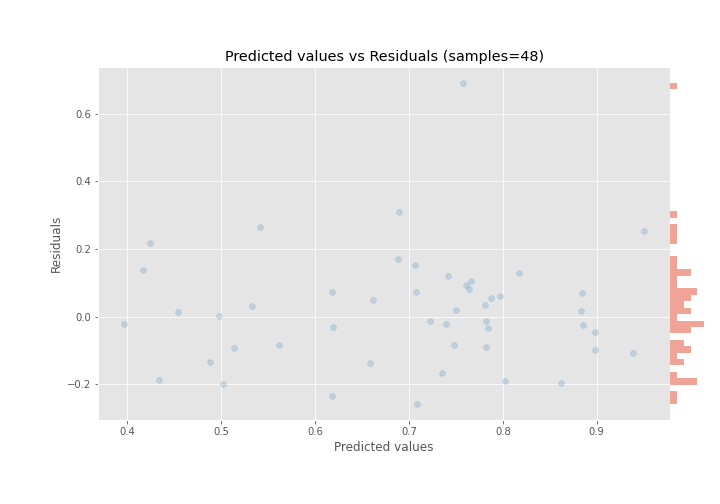 Predicted values vs Residuals (samples=48)
0.6
0.4
0.2
0.0
−0.2
Residuals
0.4 0.5 0.6 0.7 0.8 0.9
Predicted values